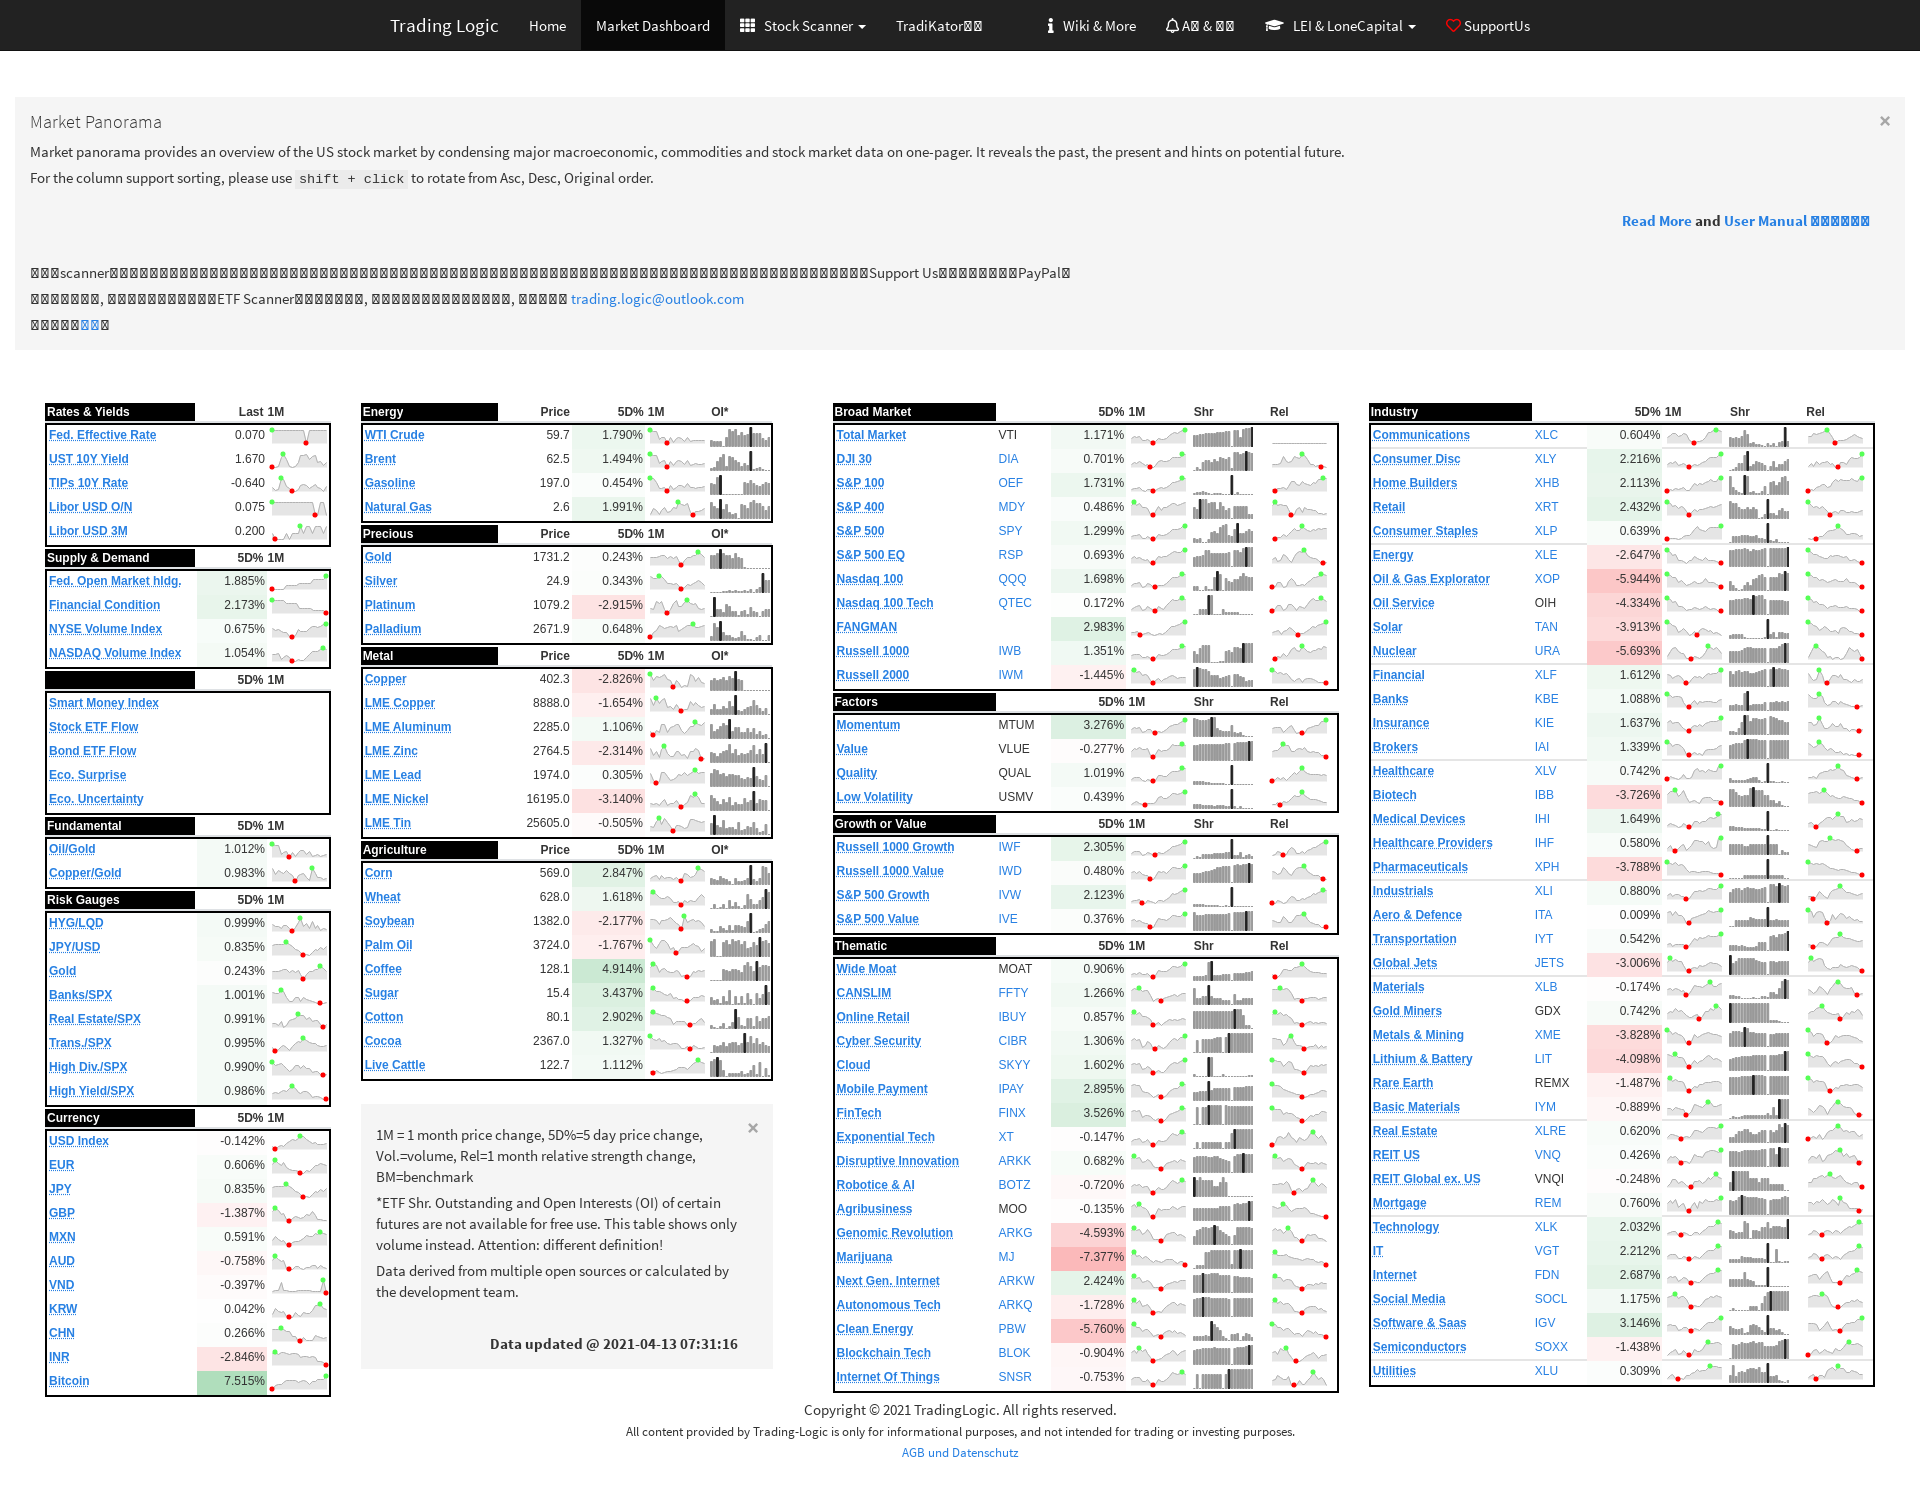 Trading Logic Home Market Dashboard Stock Scanner TradiKator Wiki & More A & LEI & LoneCapital SupportUs
Market Panorama ×
Market panorama provides an overview of the US stock market by condensing major macroeconomic, commodities and stock market data on one-pager. It reveals the past, the present and hints on potential future.
For the column support sorting, please use shift + click to rotate from Asc, Desc, Original order.
Read More and User Manual
scanner Support Us PayPal
, ETF Scanner , , trading.logic@outlook.com
Rates & Yields Last 1M
Fed. Effective Rate 0.070
UST 10Y Yield 1.670
TIPs 10Y Rate -0.640
Libor USD O/N 0.075
Libor USD 3M 0.200
Supply & Demand 5D% 1M
Fed. Open Market hldg. 1.885%
Financial Condition 2.173%
NYSE Volume Index 0.675%
NASDAQ Volume Index 1.054%
5D% 1M
Smart Money Index
Stock ETF Flow
Bond ETF Flow
Eco. Surprise
Eco. Uncertainty
Fundamental 5D% 1M
Oil/Gold 1.012%
Copper/Gold 0.983%
Risk Gauges 5D% 1M
HYG/LQD 0.999%
JPY/USD 0.835%
Gold 0.243%
Banks/SPX 1.001%
Real Estate/SPX 0.991%
Trans./SPX 0.995%
High Div./SPX 0.990%
High Yield/SPX 0.986%
Currency 5D% 1M
USD Index -0.142%
EUR 0.606%
JPY 0.835%
GBP -1.387%
MXN 0.591%
AUD -0.758%
VND -0.397%
KRW 0.042%
CHN 0.266%
INR -2.846%
Bitcoin 7.515%
Energy Price 5D% 1M OI*
WTI Crude 59.7 1.790%
Brent 62.5 1.494%
Gasoline 197.0 0.454%
Natural Gas 2.6 1.991%
Precious Price 5D% 1M OI*
Gold 1731.2 0.243%
Silver 24.9 0.343%
Platinum 1079.2 -2.915%
Palladium 2671.9 0.648%
Metal Price 5D% 1M OI*
Copper 402.3 -2.826%
LME Copper 8888.0 -1.654%
LME Aluminum 2285.0 1.106%
LME Zinc 2764.5 -2.314%
LME Lead 1974.0 0.305%
LME Nickel 16195.0 -3.140%
LME Tin 25605.0 -0.505%
Agriculture Price 5D% 1M OI*
Corn 569.0 2.847%
Wheat 628.0 1.618%
Soybean 1382.0 -2.177%
Palm Oil 3724.0 -1.767%
Coffee 128.1 4.914%
Sugar 15.4 3.437%
Cotton 80.1 2.902%
Cocoa 2367.0 1.327%
Live Cattle 122.7 1.112%
×
1M = 1 month price change, 5D%=5 day price change,
Vol.=volume, Rel=1 month relative strength change,
BM=benchmark
*ETF Shr. Outstanding and Open Interests (OI) of certain
futures are not available for free use. This table shows only
volume instead. Attention: different definition!
Data derived from multiple open sources or calculated by
the development team.
Data updated @ 2021-04-13 07:31:16
Broad Market 5D% 1M Shr Rel
Total Market VTI 1.171%
DJI 30 DIA 0.701%
S&P 100 OEF 1.731%
S&P 400 MDY 0.486%
S&P 500 SPY 1.299%
S&P 500 EQ RSP 0.693%
Nasdaq 100 QQQ 1.698%
Nasdaq 100 Tech QTEC 0.172%
FANGMAN 2.983%
Russell 1000 IWB 1.351%
Russell 2000 IWM -1.445%
Factors 5D% 1M Shr Rel
Momentum MTUM 3.276%
Value VLUE -0.277%
Quality QUAL 1.019%
Low Volatility USMV 0.439%
Growth or Value 5D% 1M Shr Rel
Russell 1000 Growth IWF 2.305%
Russell 1000 Value IWD 0.480%
S&P 500 Growth IVW 2.123%
S&P 500 Value IVE 0.376%
Thematic 5D% 1M Shr Rel
Wide Moat MOAT 0.906%
CANSLIM FFTY 1.266%
Online Retail IBUY 0.857%
Cyber Security CIBR 1.306%
Cloud SKYY 1.602%
Mobile Payment IPAY 2.895%
FinTech FINX 3.526%
Exponential Tech XT -0.147%
Disruptive Innovation ARKK 0.682%
Robotice & AI BOTZ -0.720%
Agribusiness MOO -0.135%
Genomic Revolution ARKG -4.593%
Marijuana MJ -7.377%
Next Gen. Internet ARKW 2.424%
Autonomous Tech ARKQ -1.728%
Clean Energy PBW -5.760%
Blockchain Tech BLOK -0.904%
Internet Of Things SNSR -0.753%
Industry 5D% 1M Shr Rel
Communications XLC 0.604%
Consumer Disc XLY 2.216%
Home Builders XHB 2.113%
Retail XRT 2.432%
Consumer Staples XLP 0.639%
Energy XLE -2.647%
Oil & Gas Explorator XOP -5.944%
Oil Service OIH -4.334%
Solar TAN -3.913%
Nuclear URA -5.693%
Financial XLF 1.612%
Banks KBE 1.088%
Insurance KIE 1.637%
Brokers IAI 1.339%
Healthcare XLV 0.742%
Biotech IBB -3.726%
Medical Devices IHI 1.649%
Healthcare Providers IHF 0.580%
Pharmaceuticals XPH -3.788%
Industrials XLI 0.880%
Aero & Defence ITA 0.009%
Transportation IYT 0.542%
Global Jets JETS -3.006%
Materials XLB -0.174%
Gold Miners GDX 0.742%
Metals & Mining XME -3.828%
Lithium & Battery LIT -4.098%
Rare Earth REMX -1.487%
Basic Materials IYM -0.889%
Real Estate XLRE 0.620%
REIT US VNQ 0.426%
REIT Global ex. US VNQI -0.248%
Mortgage REM 0.760%
Technology XLK 2.032%
IT VGT 2.212%
Internet FDN 2.687%
Social Media SOCL 1.175%
Software & Saas IGV 3.146%
Semiconductors SOXX -1.438%
Utilities XLU 0.309%
Copyright © 2021 TradingLogic. All rights reserved.
All content provided by Trading-Logic is only for informational purposes, and not intended for trading or investing purposes.
AGB und Datenschutz